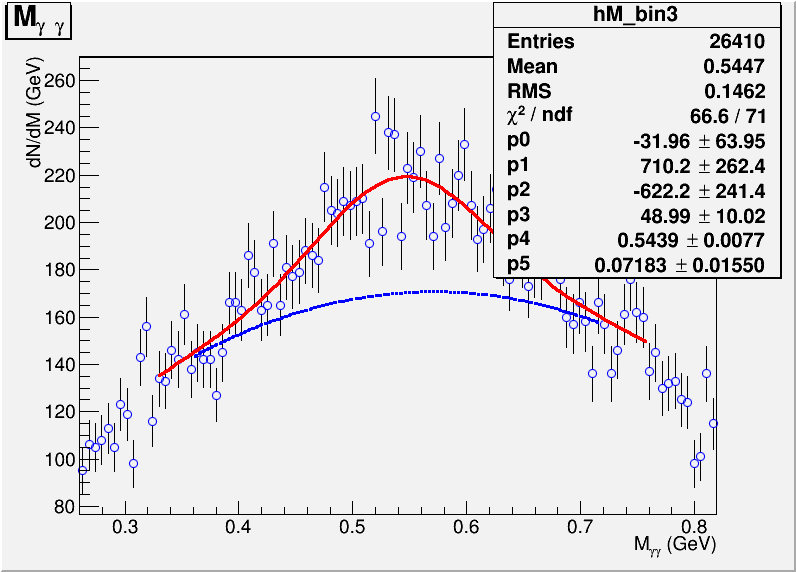 M γ γ
hM_bin3
Entries 26410
Mean 0.5447
RMS 0.1462
χ² / ndf 66.6 / 71
p0 -31.96 ± 63.95
p1 710.2 ± 262.4
p2 -622.2 ± 241.4
p3 48.99 ± 10.02
p4 0.5439 ± 0.0077
p5 0.07183 ± 0.01550
dN/dM (GeV)
260
240
220
200
180
160
140
120
100
80
0.3 0.4 0.5 0.6 0.7 0.8
Mγγ (GeV)